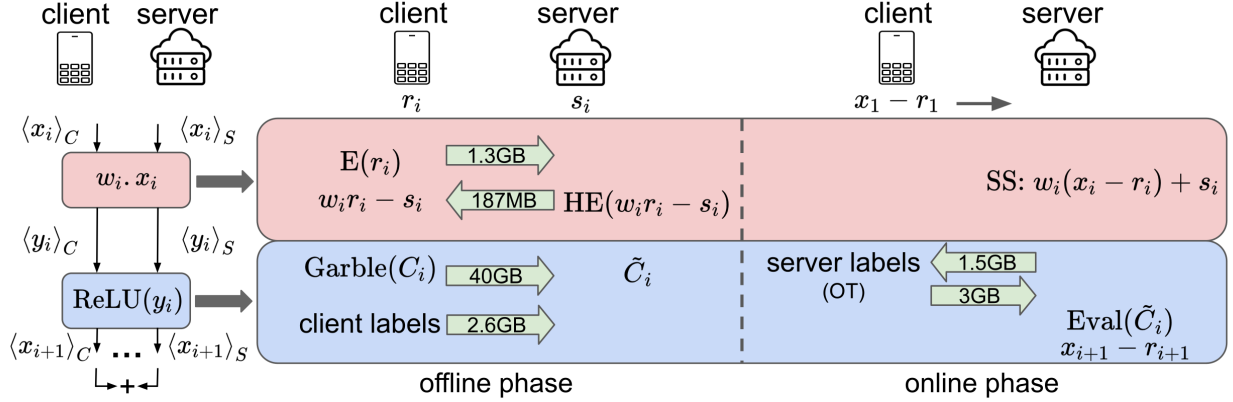 client server
client server
client server
r_i s_i
x_1 − r_1
⟨x_i⟩_C ⟨x_i⟩_S
w_i. x_i
E(r_i) 1.3GB
w_i r_i − s_i 187MB HE(w_i r_i − s_i)
SS: w_i(x_i − r_i) + s_i
⟨y_i⟩_C ⟨y_i⟩_S
ReLU(y_i)
Garble(C_i) 40GB C̃_i
client labels 2.6GB
server labels 1.5GB
(OT) 3GB
Eval(C̃_i)
x_{i+1} − r_{i+1}
⟨x_{i+1}⟩_C ... ⟨x_{i+1}⟩_S
+
offline phase online phase